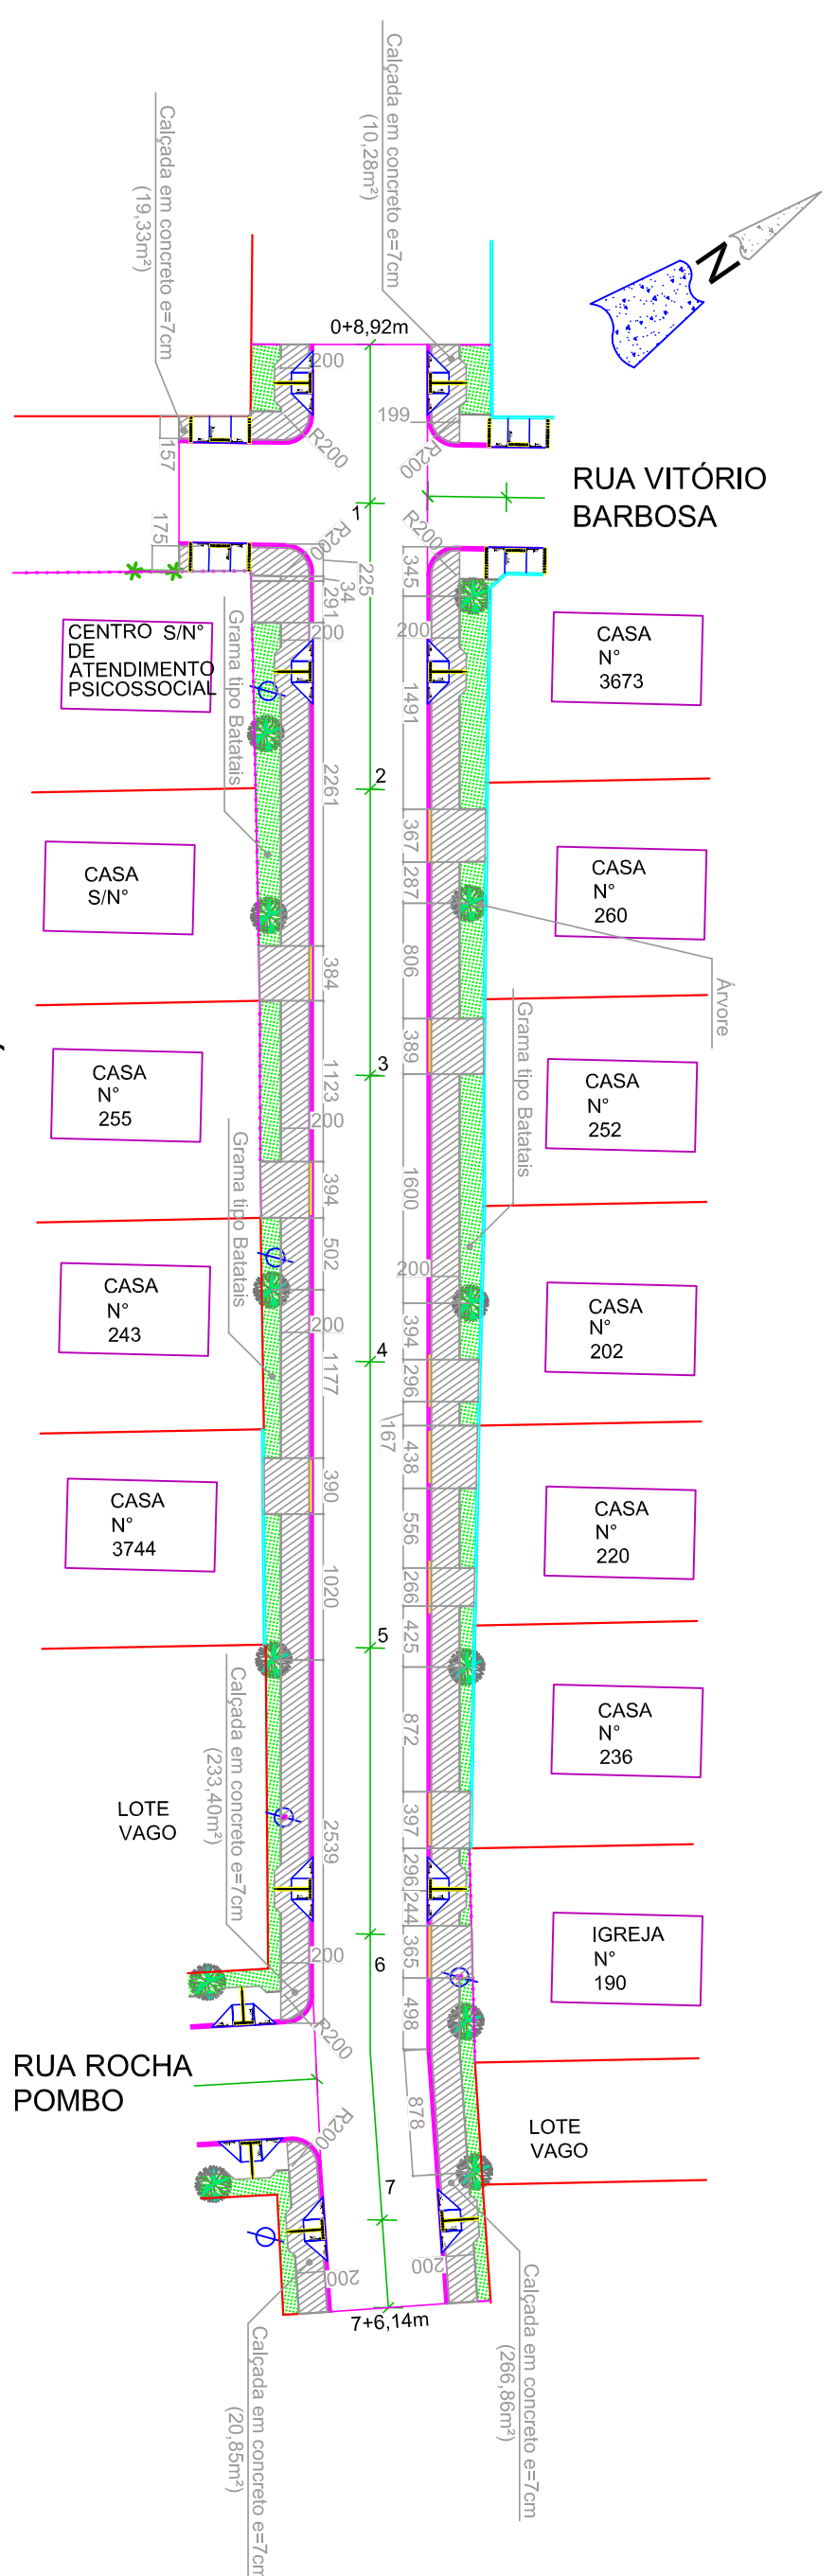 Calçada em concreto e=7cm
(10,28m²)
Calçada em concreto e=7cm
(19,33m²)
N
0+8,92m
200
199
R200
R200
157
1
RUA VITÓRIO
BARBOSA
175
R200
R200
225
34
291
345
200
200
CENTRO S/N°
DE
ATENDIMENTO
PSICOSSOCIAL
Grama tipo Batatais
CASA
N°
3673
1491
2261
2
367
287
CASA
S/N°
CASA
N°
260
806
384
Árvore
Grama tipo Batatais
389
3
1123
200
CASA
N°
255
CASA
N°
252
Grama tipo Batatais
394
1600
502
200
CASA
N°
243
CASA
N°
202
200
394
4
1177
296
167
438
390
CASA
N°
3744
556
CASA
N°
220
1020
266
425
5
Calçada em concreto e=7cm
(233,40m²)
872
CASA
N°
236
LOTE
VAGO
2539
397
296
244
200
6
365
IGREJA
N°
190
498
R200
RUA ROCHA
POMBO
878
R200
LOTE
VAGO
7
200
200
7+6,14m
Calçada em concreto e=7cm
(266,86m²)
Calçada em concreto e=7cm
(20,85m²)